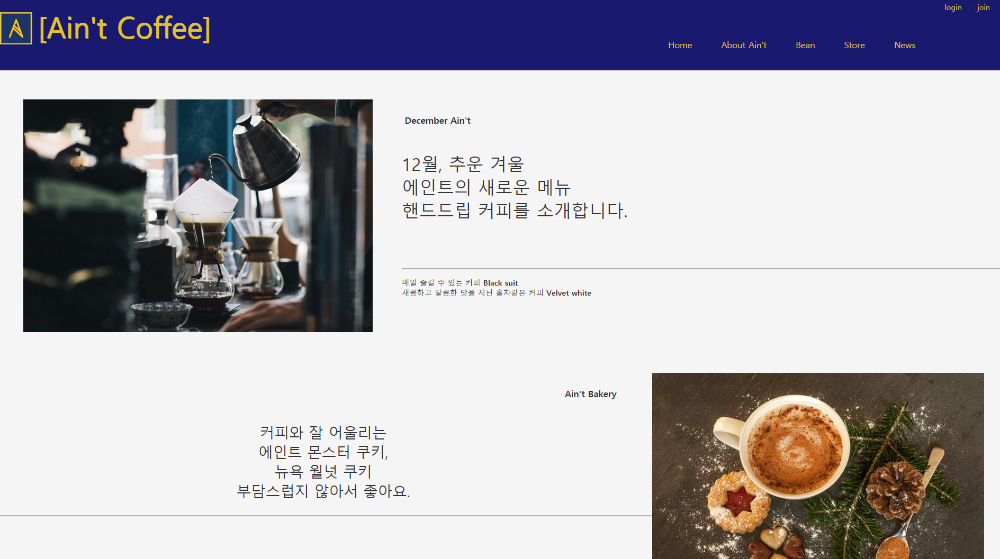 login / join
[Ain't Coffee]
Home About Ain't Bean Store News
December Ain't
12월, 추운 겨울
에인트의 새로운 메뉴
핸드드립 커피를 소개합니다.
매일 즐길 수 있는 커피 Black suit
새콤하고 달콤한 맛을 지닌 홍차같은 커피 Velvet white
Ain't Bakery
커피와 잘 어울리는
에인트 몬스터 쿠키,
뉴욕 월넛 쿠키
부담스럽지 않아서 좋아요.